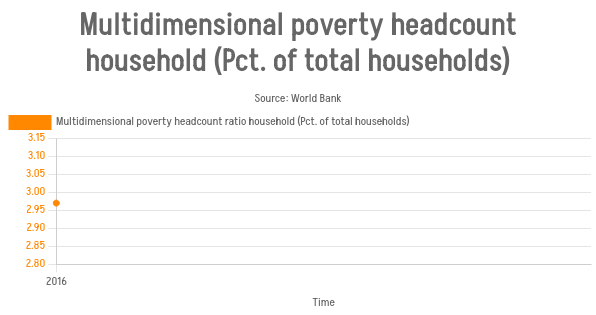 Multidimensional poverty headcount
household (Pct. of total households)
Source: World Bank
Multidimensional poverty headcount ratio household (Pct. of total households)
3.15
3.10
3.05
3.00
2.95
2.90
2.85
2.80
2016
Time